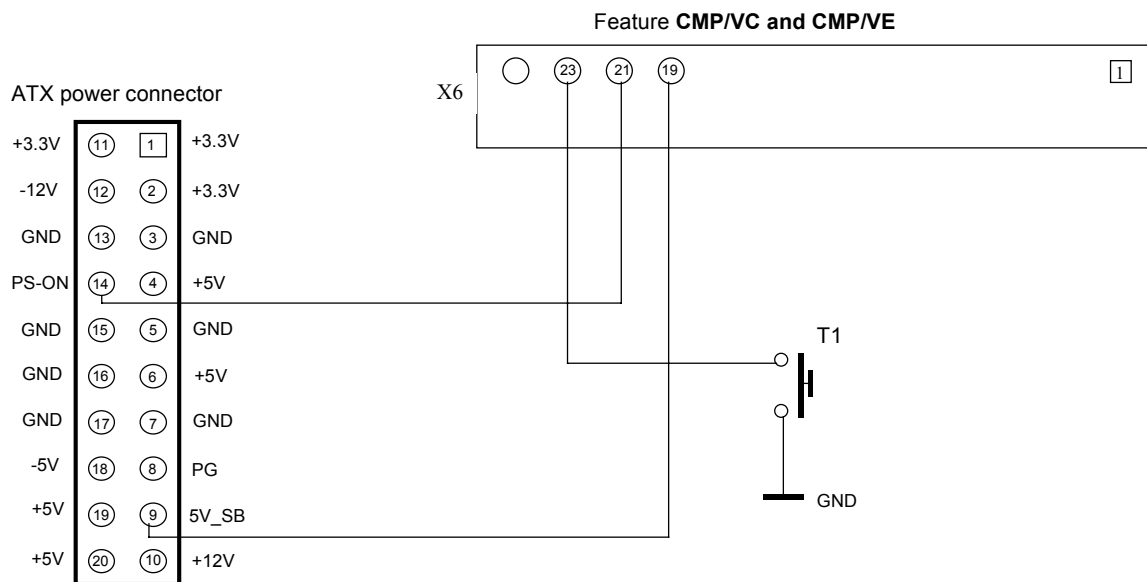 Feature CMP/VC and CMP/VE
X6
23 21 19 1
ATX power connector
+3.3V 11 1 +3.3V
-12V 12 2 +3.3V
GND 13 3 GND
PS-ON 14 4 +5V
GND 15 5 GND
GND 16 6 +5V
GND 17 7 GND
-5V 18 8 PG
+5V 19 9 5V_SB
+5V 20 10 +12V
T1
GND